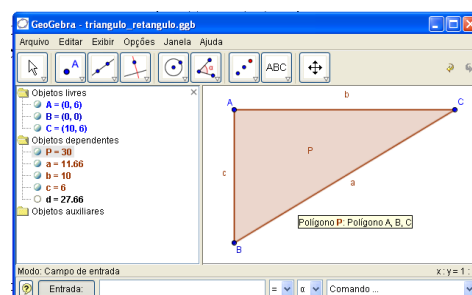 GeoGebra - triangulo_retangulo.ggb
Arquivo Editar Exibir Opções Janela Ajuda
A
ABC
Objetos livres
A = (0, 6)
B = (0, 0)
C = (10, 6)
Objetos dependentes
P = 30
a = 11.66
b = 10
c = 6
d = 27.66
Objetos auxiliares
b
A
C
P
c
a
Polígono P: Polígono A, B, C
B
Modo: Campo de entrada
x : y = 1 :
Entrada:
=
α
Comando ...